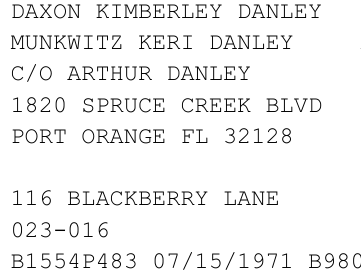 DAXON KIMBERLEY DANLEY
MUNKWITZ KERI DANLEY
C/O ARTHUR DANLEY
1820 SPRUCE CREEK BLVD
PORT ORANGE FL 32128
116 BLACKBERRY LANE
023-016
B1554P483 07/15/1971 B980